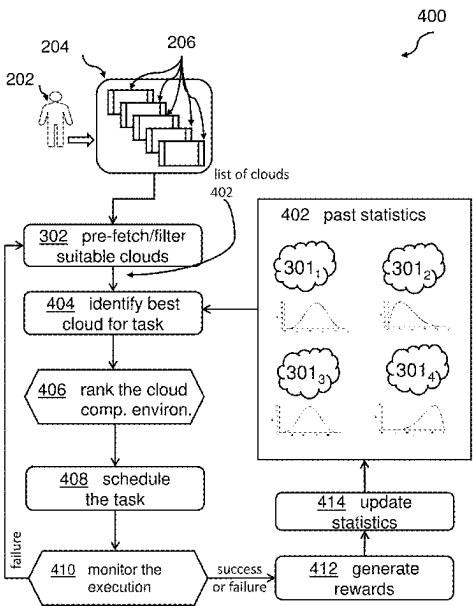 400
204
206
202
list of clouds
402
302 pre-fetch/filter
suitable clouds
402 past statistics
301₁
301₂
404 identify best
cloud for task
301₃
301₄
406 rank the cloud
comp. environ.
408 schedule
the task
414 update
statistics
failure
410 monitor the
execution
success
or failure
412 generate
rewards